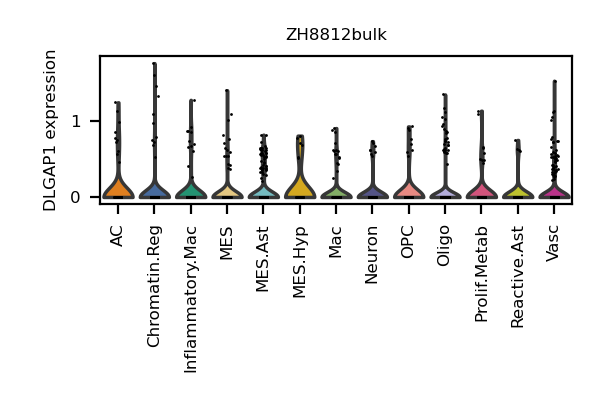 ZH8812bulk
DLGAP1 expression
1
0
AC
Chromatin.Reg
Inflammatory.Mac
MES
MES.Ast
MES.Hyp
Mac
Neuron
OPC
Oligo
Prolif.Metab
Reactive.Ast
Vasc